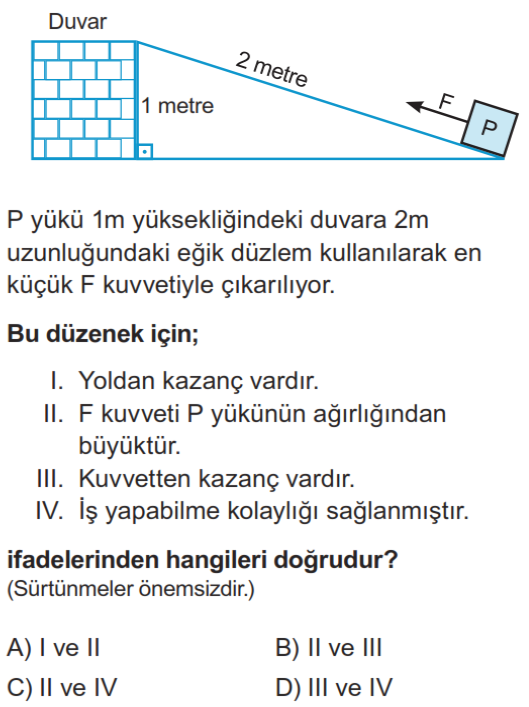 Duvar
2 metre
1 metre
F
P
P yükü 1m yüksekliğindeki duvara 2m
uzunluğundaki eğik düzlem kullanılarak en
küçük F kuvvetiyle çıkarılıyor.
Bu düzenek için;
I. Yoldan kazanç vardır.
II. F kuvveti P yükünün ağırlığından
büyüktür.
III. Kuvvetten kazanç vardır.
IV. İş yapabilme kolaylığı sağlanmıştır.
ifadelerinden hangileri doğrudur?
(Sürtünmeler önemsizdir.)
A) I ve II
B) II ve III
C) II ve IV
D) III ve IV